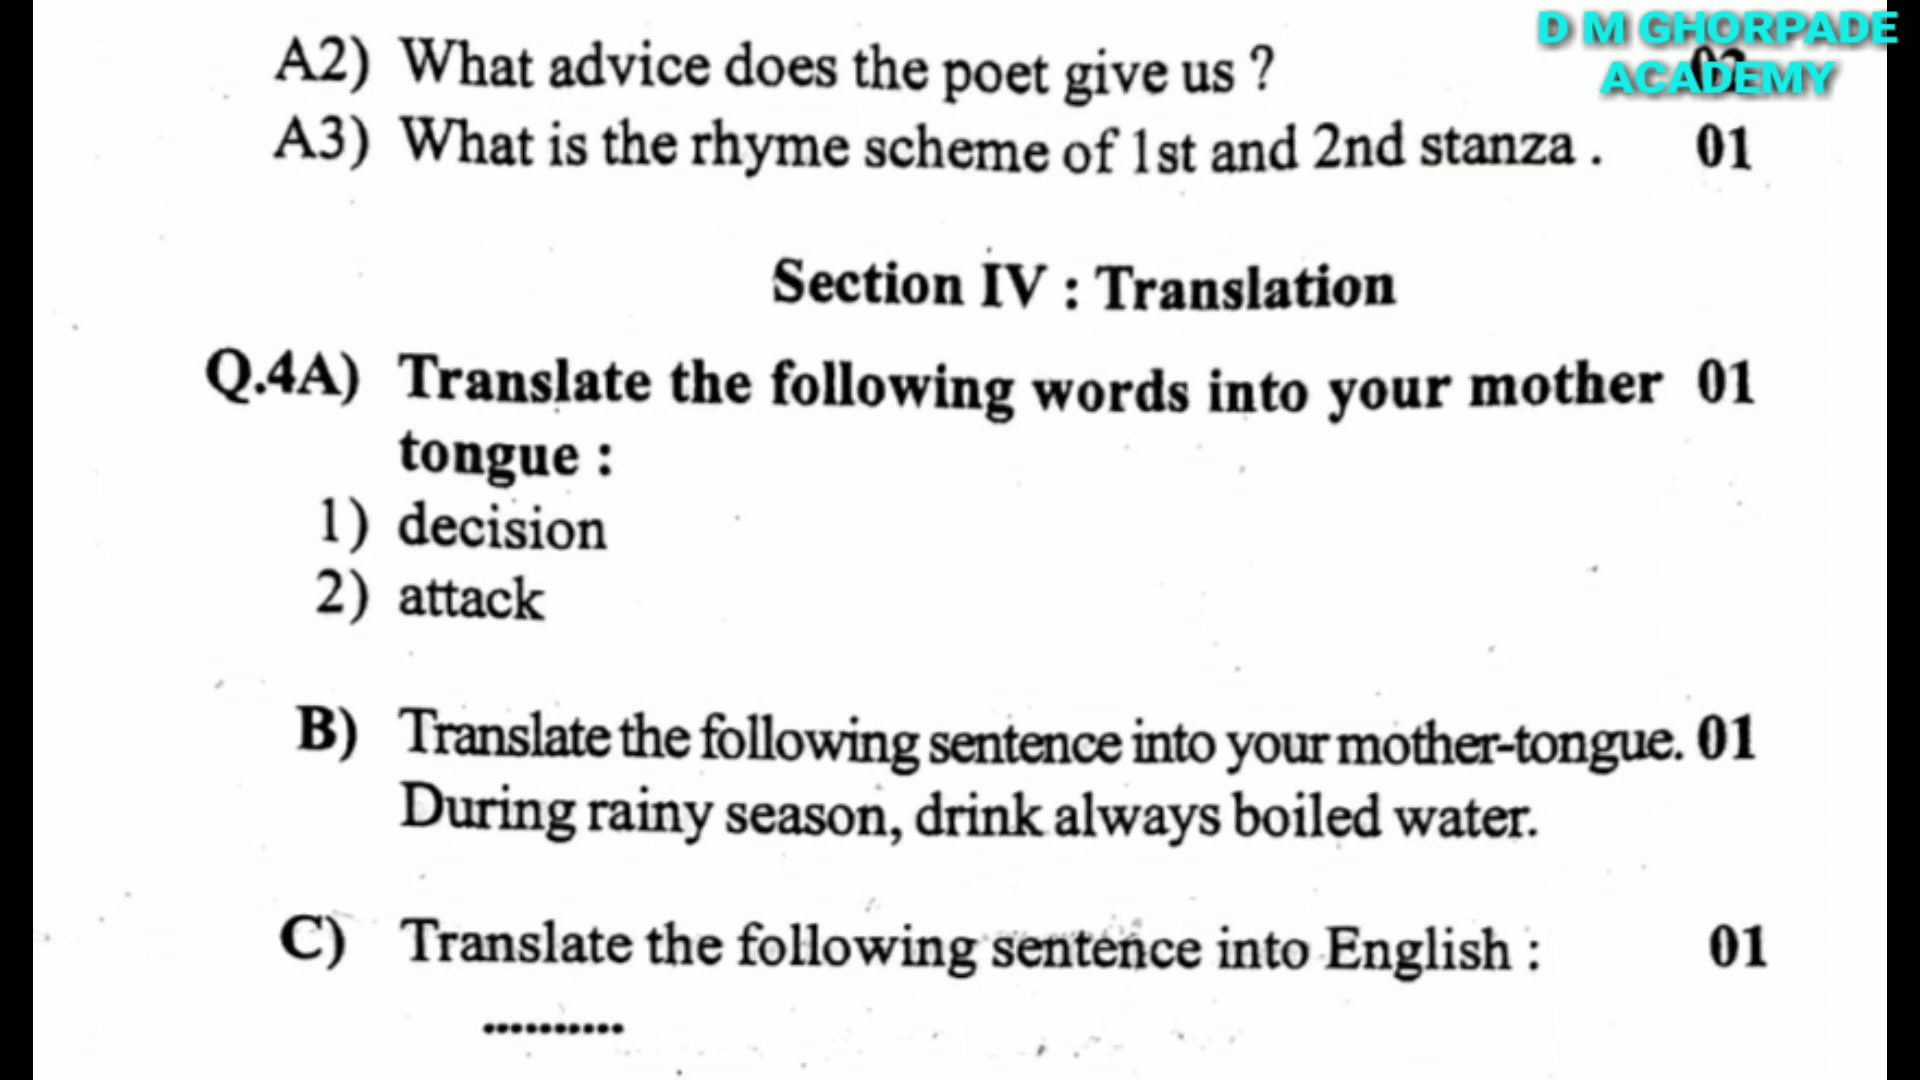 D M GHORPADE
ACADEMY
A2) What advice does the poet give us ?
A3) What is the rhyme scheme of 1st and 2nd stanza . 01
Section IV : Translation
Q.4A) Translate the following words into your mother 01
tongue :
1) decision
2) attack
B) Translate the following sentence into your mother-tongue. 01
During rainy season, drink always boiled water.
C) Translate the following sentence into English : 01
..........